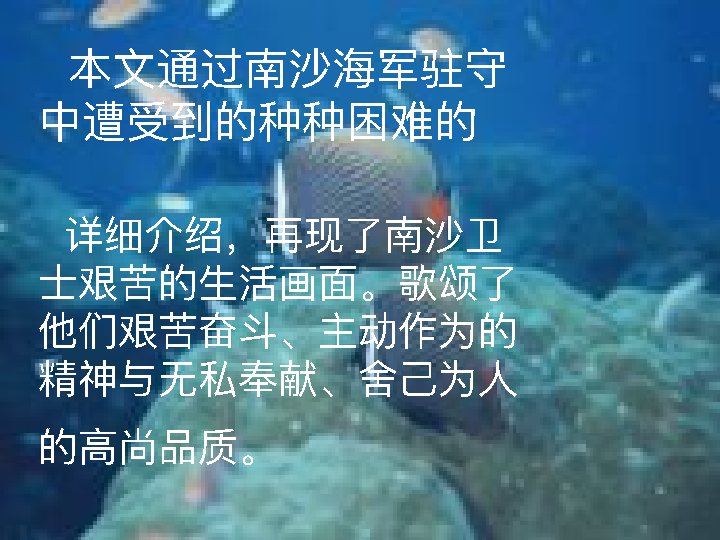 本文通过南沙海军驻守
中遭受到的种种困难的
详细介绍，再现了南沙卫
士艰苦的生活画面。歌颂了
他们艰苦奋斗、主动作为的
精神与无私奉献、舍己为人
的高尚品质。